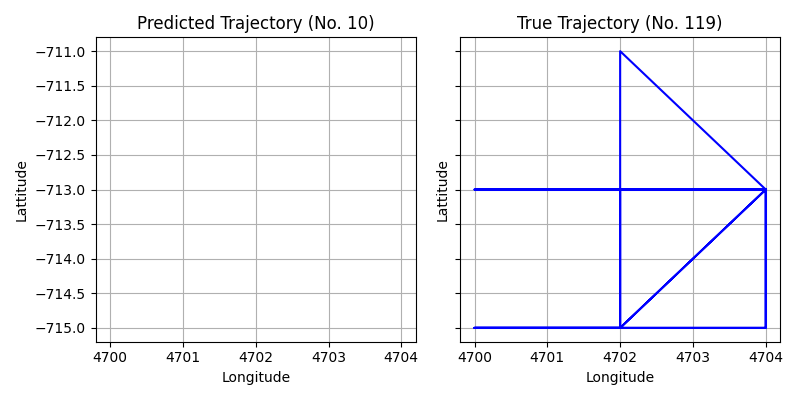 Predicted Trajectory (No. 10)
True Trajectory (No. 119)
Lattitude
−711.0
−711.5
−712.0
−712.5
−713.0
−713.5
−714.0
−714.5
−715.0
4700 4701 4702 4703 4704
Longitude
Lattitude
4700 4701 4702 4703 4704
Longitude